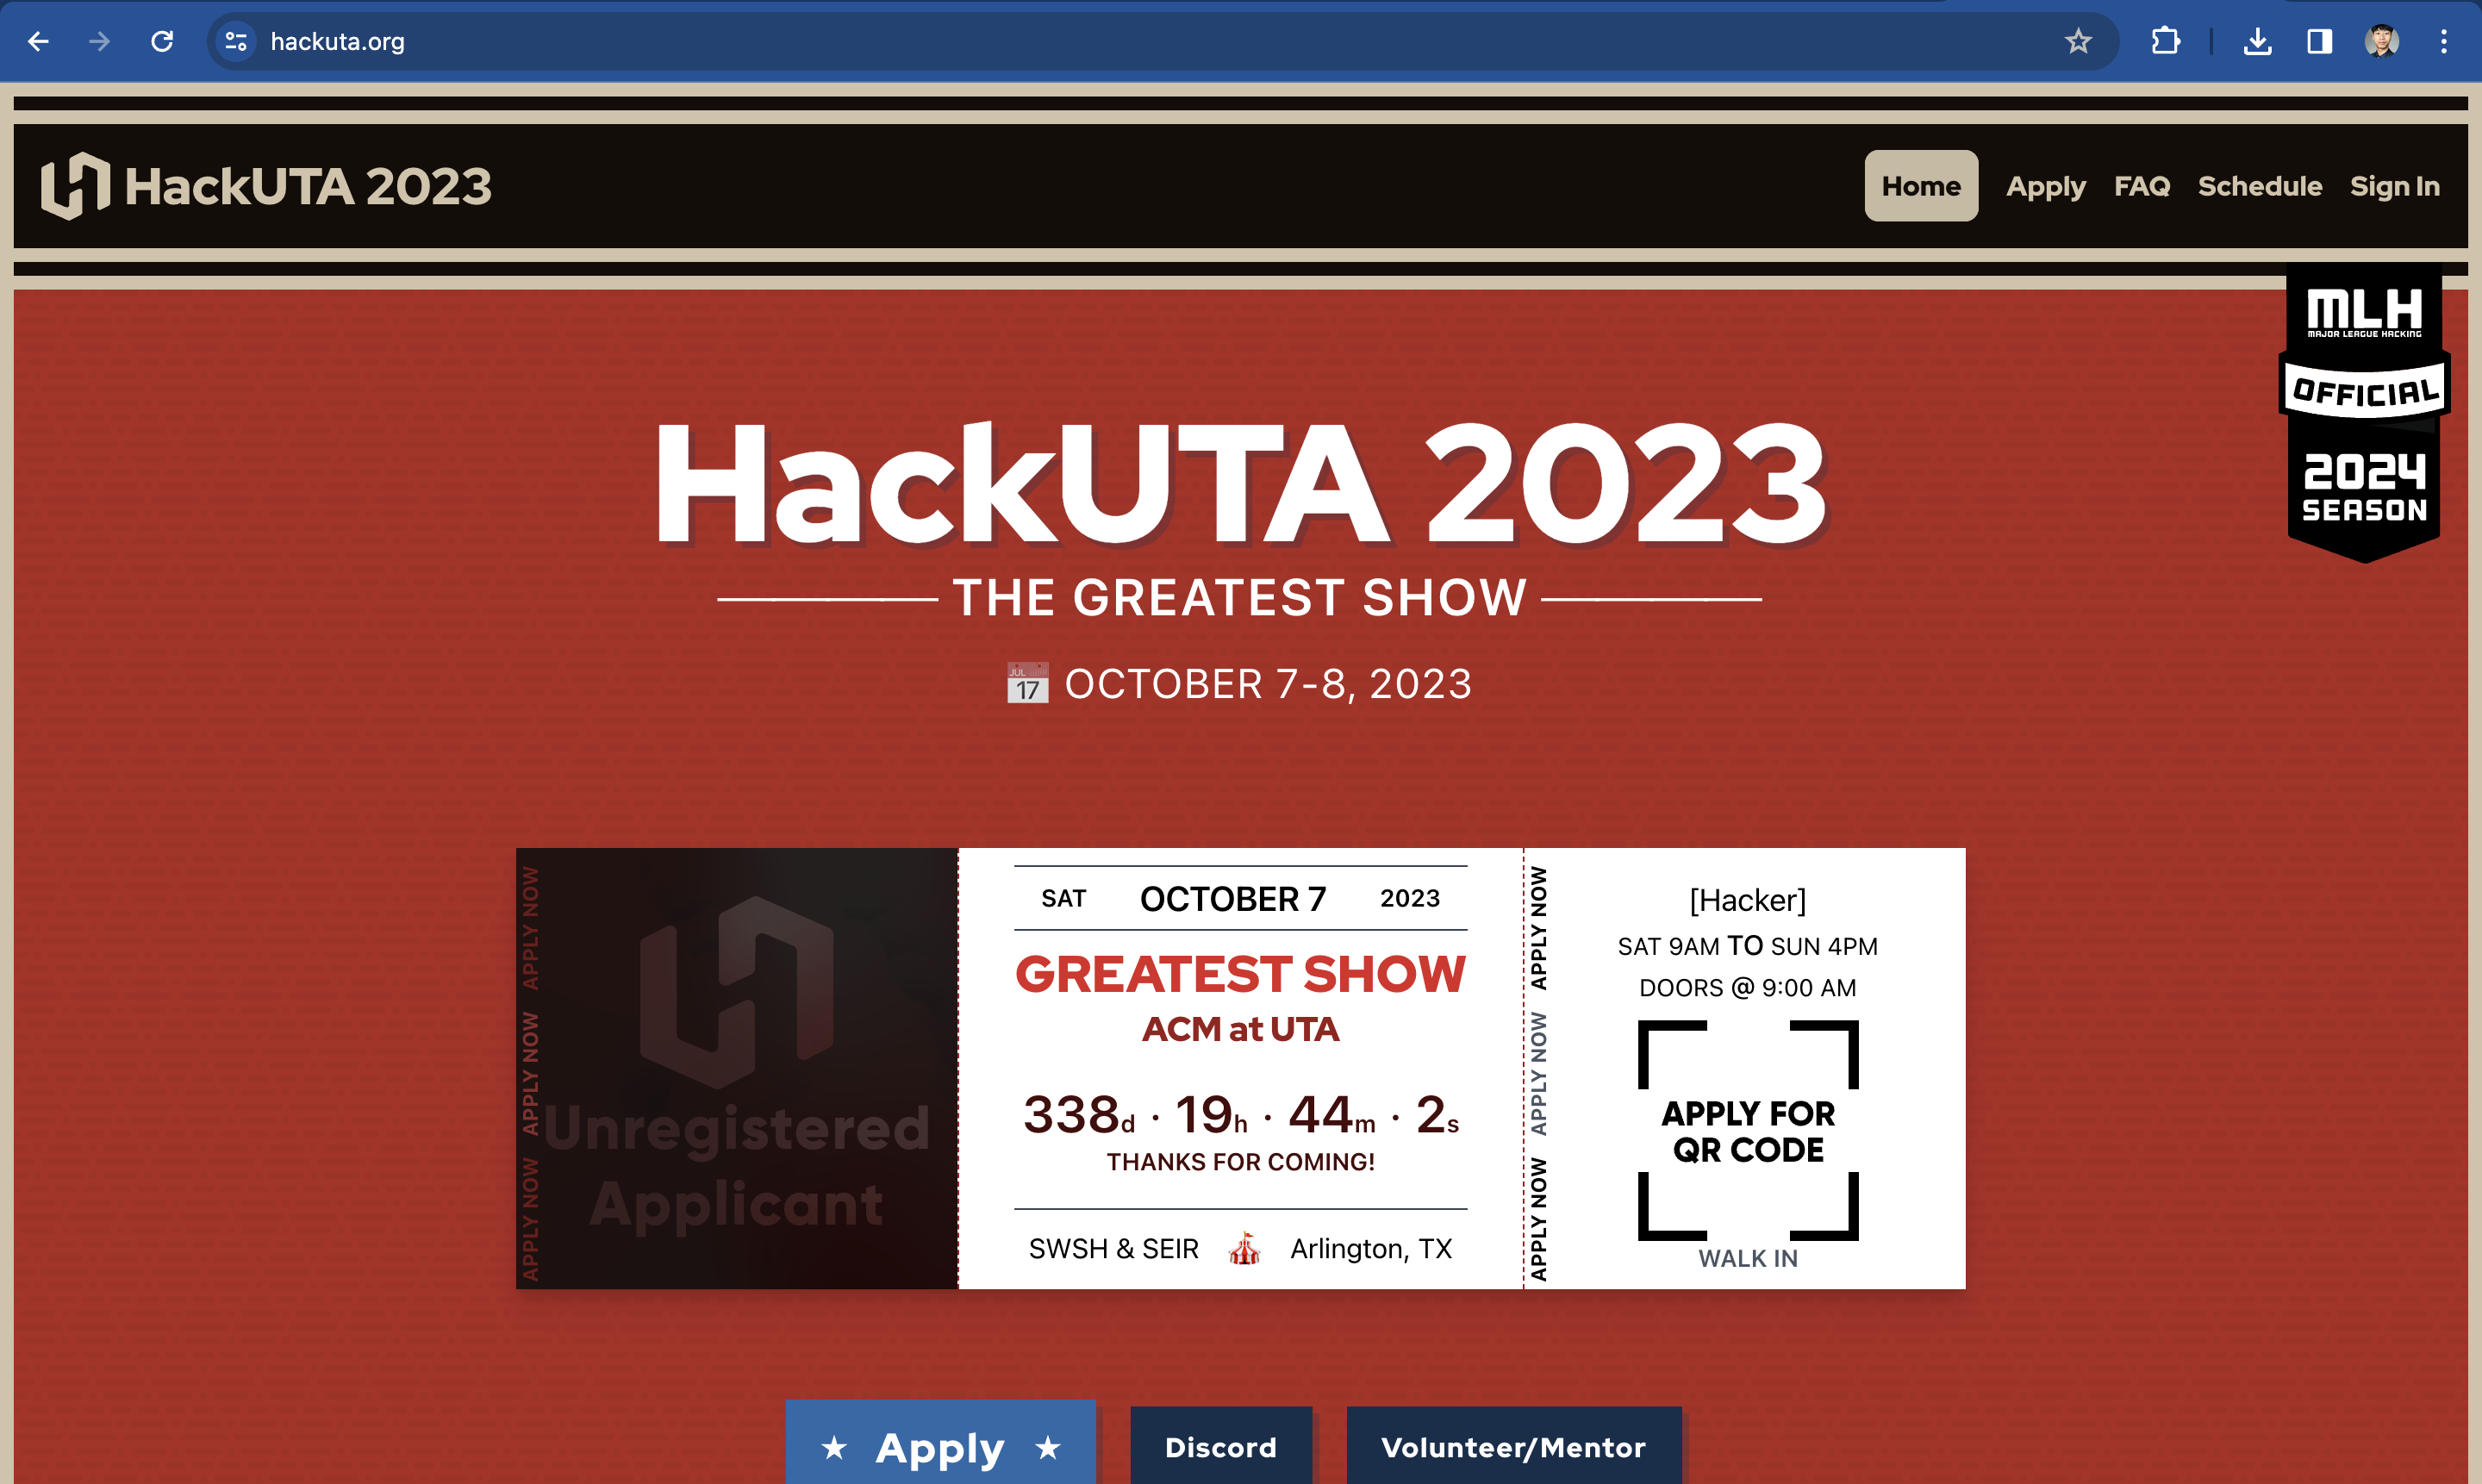 hackuta.org
HackUTA 2023
Home Apply FAQ Schedule Sign In
MLH
MAJOR LEAGUE HACKING
OFFICIAL
2024
SEASON
HackUTA 2023
THE GREATEST SHOW
JUL
17
OCTOBER 7-8, 2023
APPLY NOW APPLY NOW APPLY NOW
Unregistered
Applicant
SAT OCTOBER 7 2023
GREATEST SHOW
ACM at UTA
338d · 19h · 44m · 2s
THANKS FOR COMING!
SWSH & SEIR Arlington, TX
APPLY NOW APPLY NOW APPLY NOW
[Hacker]
SAT 9AM TO SUN 4PM
DOORS @ 9:00 AM
APPLY FOR
QR CODE
WALK IN
★ Apply ★
Discord
Volunteer/Mentor